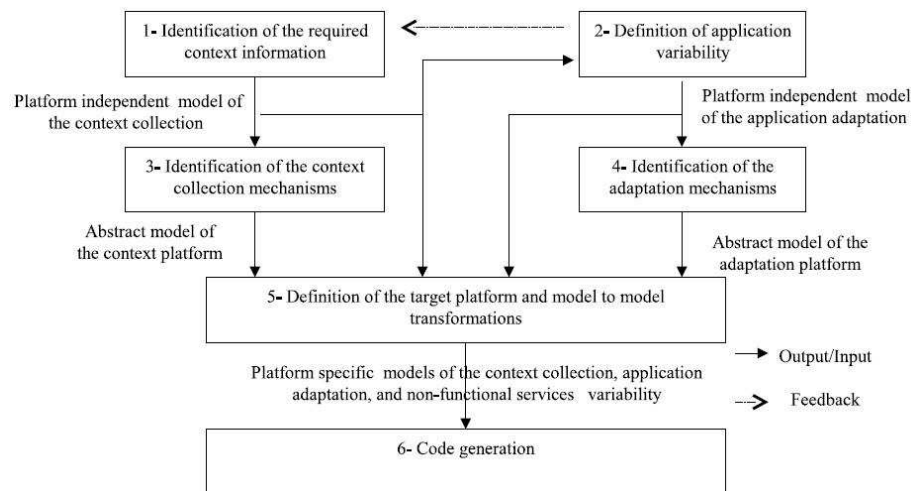 1- Identification of the required
context information
2- Definition of application
variability
Platform independent model of
the context collection
Platform independent model
of the application adaptation
3- Identification of the context
collection mechanisms
4- Identification of the
adaptation mechanisms
Abstract model of
the context platform
Abstract model of the
adaptation platform
5- Definition of the target platform and model to model
transformations
Output/Input
Platform specific models of the context collection, application
adaptation, and non-functional services variability
Feedback
6- Code generation